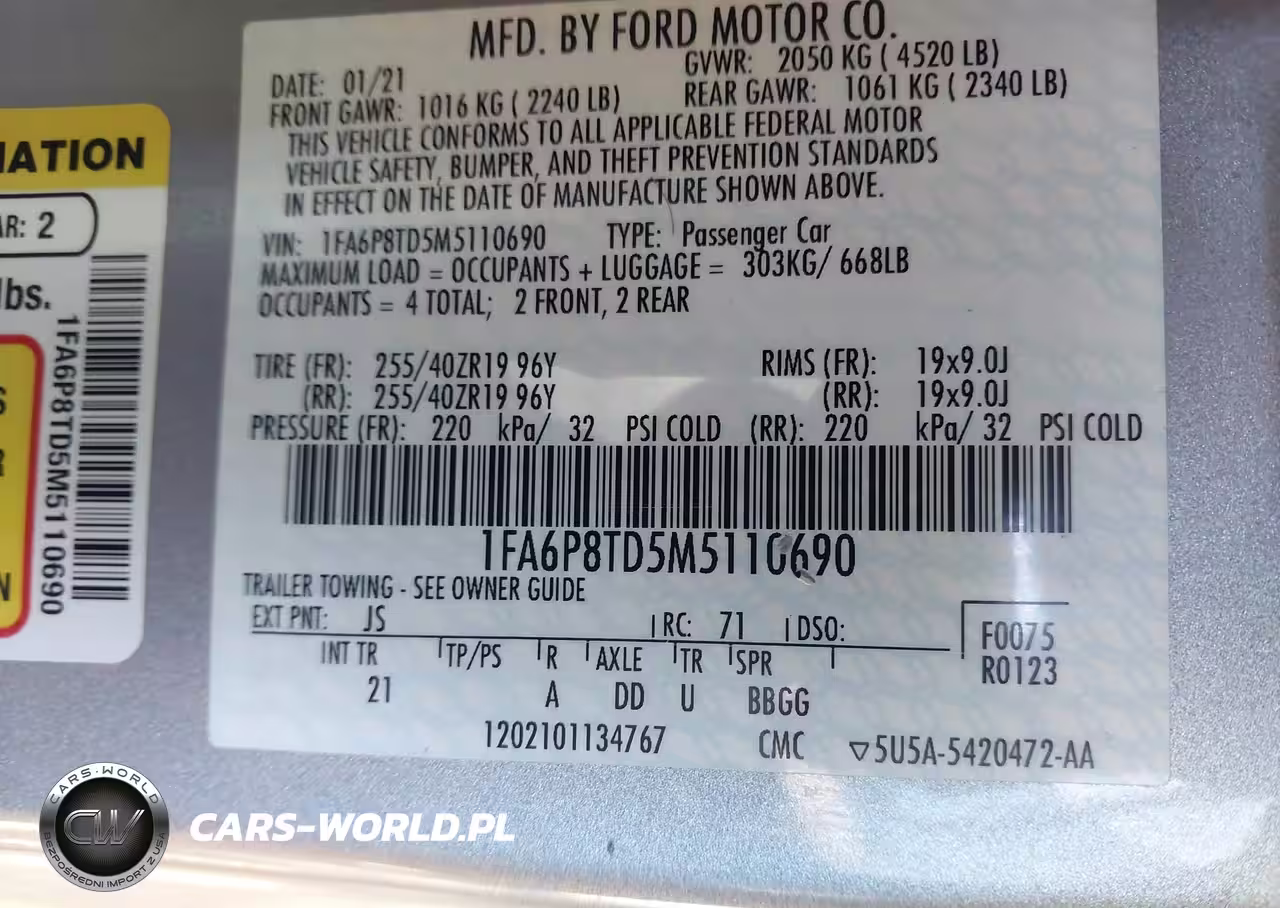 MFD. BY FORD MOTOR CO.
DATE: 01/21 GVWR: 2050 KG ( 4520 LB)
FRONT GAWR: 1016 KG ( 2240 LB) REAR GAWR: 1061 KG ( 2340 LB)
THIS VEHICLE CONFORMS TO ALL APPLICABLE FEDERAL MOTOR
VEHICLE SAFETY, BUMPER, AND THEFT PREVENTION STANDARDS
IN EFFECT ON THE DATE OF MANUFACTURE SHOWN ABOVE.
VIN: 1FA6P8TD5M5110690 TYPE: Passenger Car
MAXIMUM LOAD = OCCUPANTS + LUGGAGE = 303KG/ 668LB
OCCUPANTS = 4 TOTAL; 2 FRONT, 2 REAR
TIRE (FR): 255/40ZR19 96Y RIMS (FR): 19x9.0J
(RR): 255/40ZR19 96Y (RR): 19x9.0J
PRESSURE (FR): 220 kPa/ 32 PSI COLD (RR): 220 kPa/ 32 PSI COLD
1FA6P8TD5M5110690
TRAILER TOWING - SEE OWNER GUIDE
EXT PNT: JS RC: 71 DSO:
F0075
R0123
INT TR TP/PS R AXLE TR SPR
21 A DD U BBGG
1202101134767 CMC ▽5U5A-5420472-AA
: 2
lbs.
1FA6P8TD5M5110690
CARS-WORLD
CW
BEZPOŚREDNI IMPORT Z USA
CARS-WORLD.PL